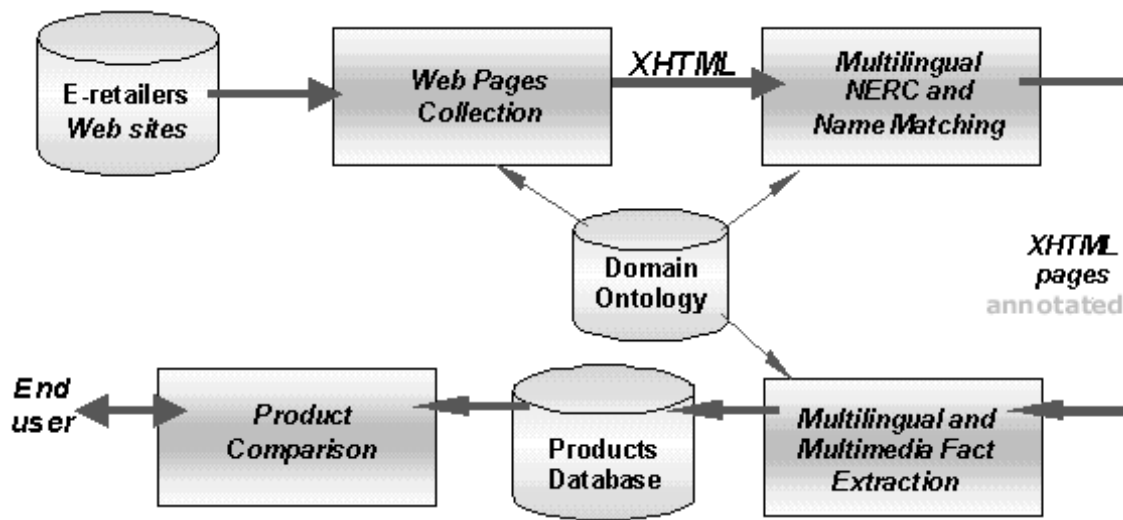 E-retailers
Web sites
Web Pages
Collection
XHTML
Multilingual
NERC and
Name Matching
Domain
Ontology
XHTML
pages
annotated
End
user
Product
Comparison
Products
Database
Multilingual and
Multimedia Fact
Extraction